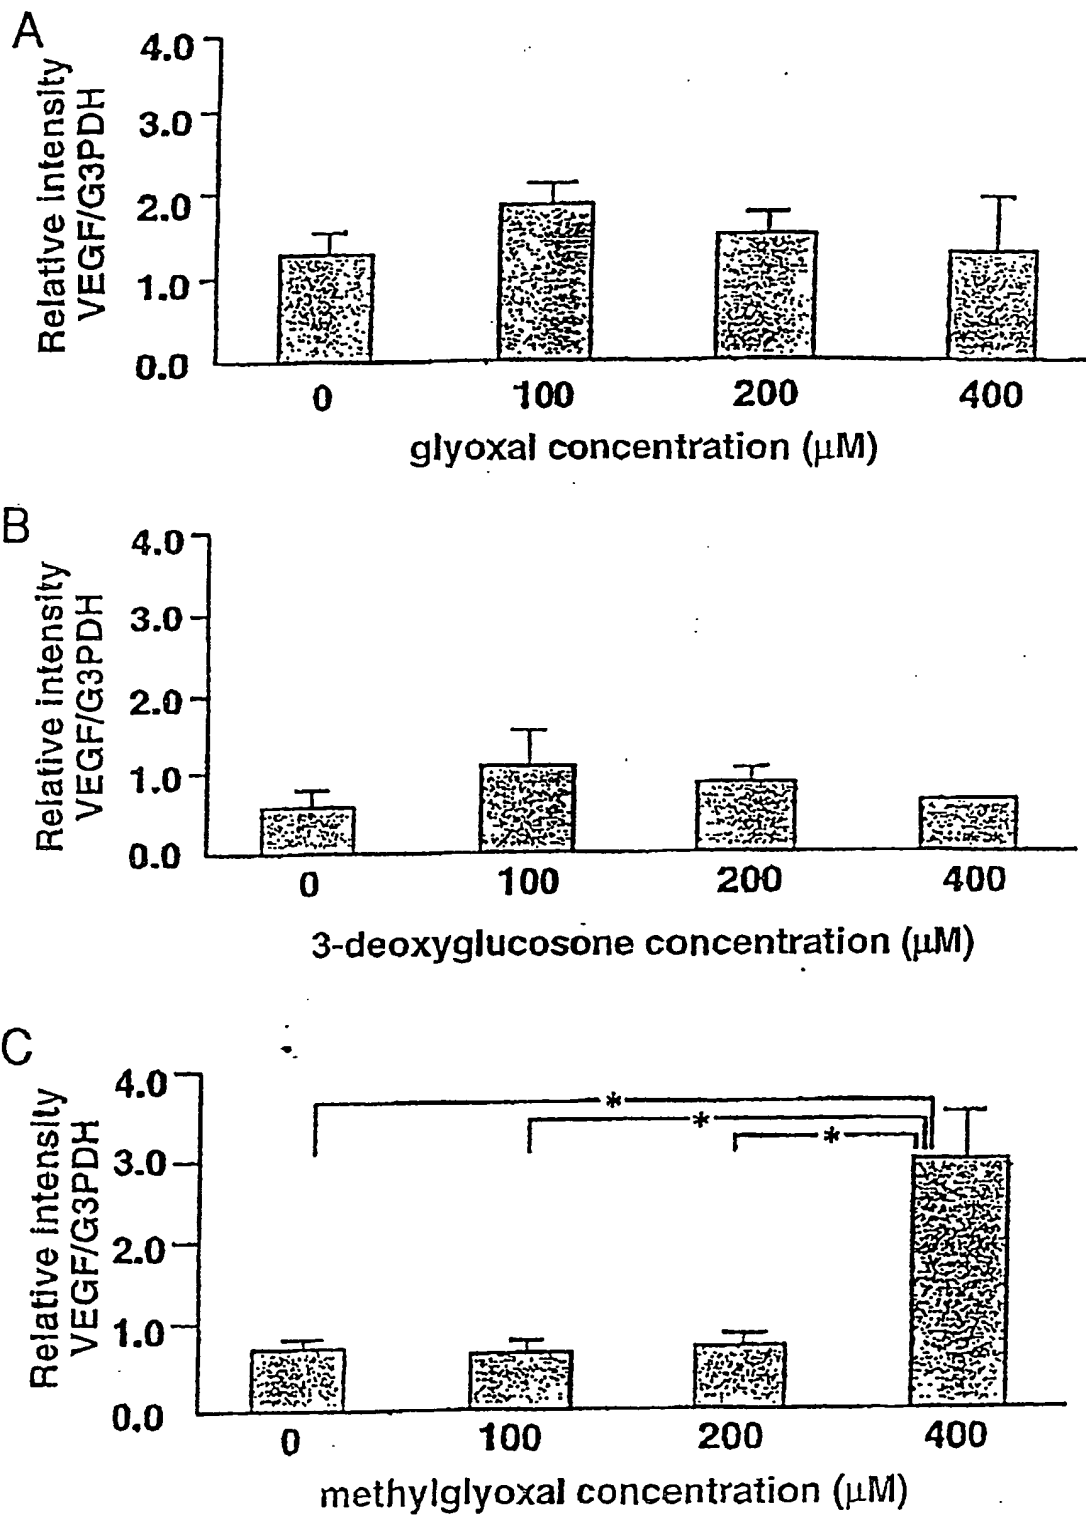 A
Relative intensity
VEGF/G3PDH
4.0
3.0
2.0
1.0
0.0
0 100 200 400
glyoxal concentration (μM)
B
Relative intensity
VEGF/G3PDH
4.0
3.0
2.0
1.0
0.0
0 100 200 400
3-deoxyglucosone concentration (μM)
C
Relative intensity
VEGF/G3PDH
4.0
3.0
2.0
1.0
0.0
* 
*
*
0 100 200 400
methylglyoxal concentration (μM)